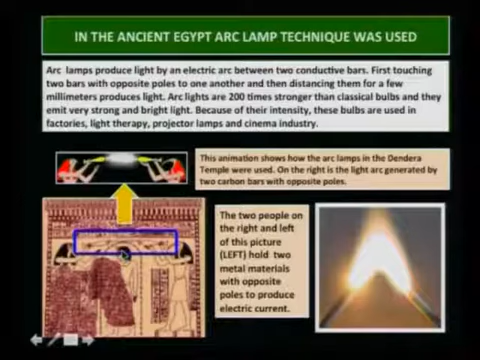 IN THE ANCIENT EGYPT ARC LAMP TECHNIQUE WAS USED
Arc lamps produce light by an electric arc between two conductive bars. First touching
two bars with opposite poles to one another and then distancing them for a few
millimeters produces light. Arc lights are 200 times stronger than classical bulbs and they
emit very strong and bright light. Because of their intensity, these bulbs are used in
factories, light therapy, projector lamps and cinema industry.
This animation shows how the arc lamps in the Dendera
Temple were used. On the right is the light arc generated by
two carbon bars with opposite poles.
The two people on
the right and left
of this picture
(LEFT) hold two
metal materials
with opposite
poles to produce
electric current.